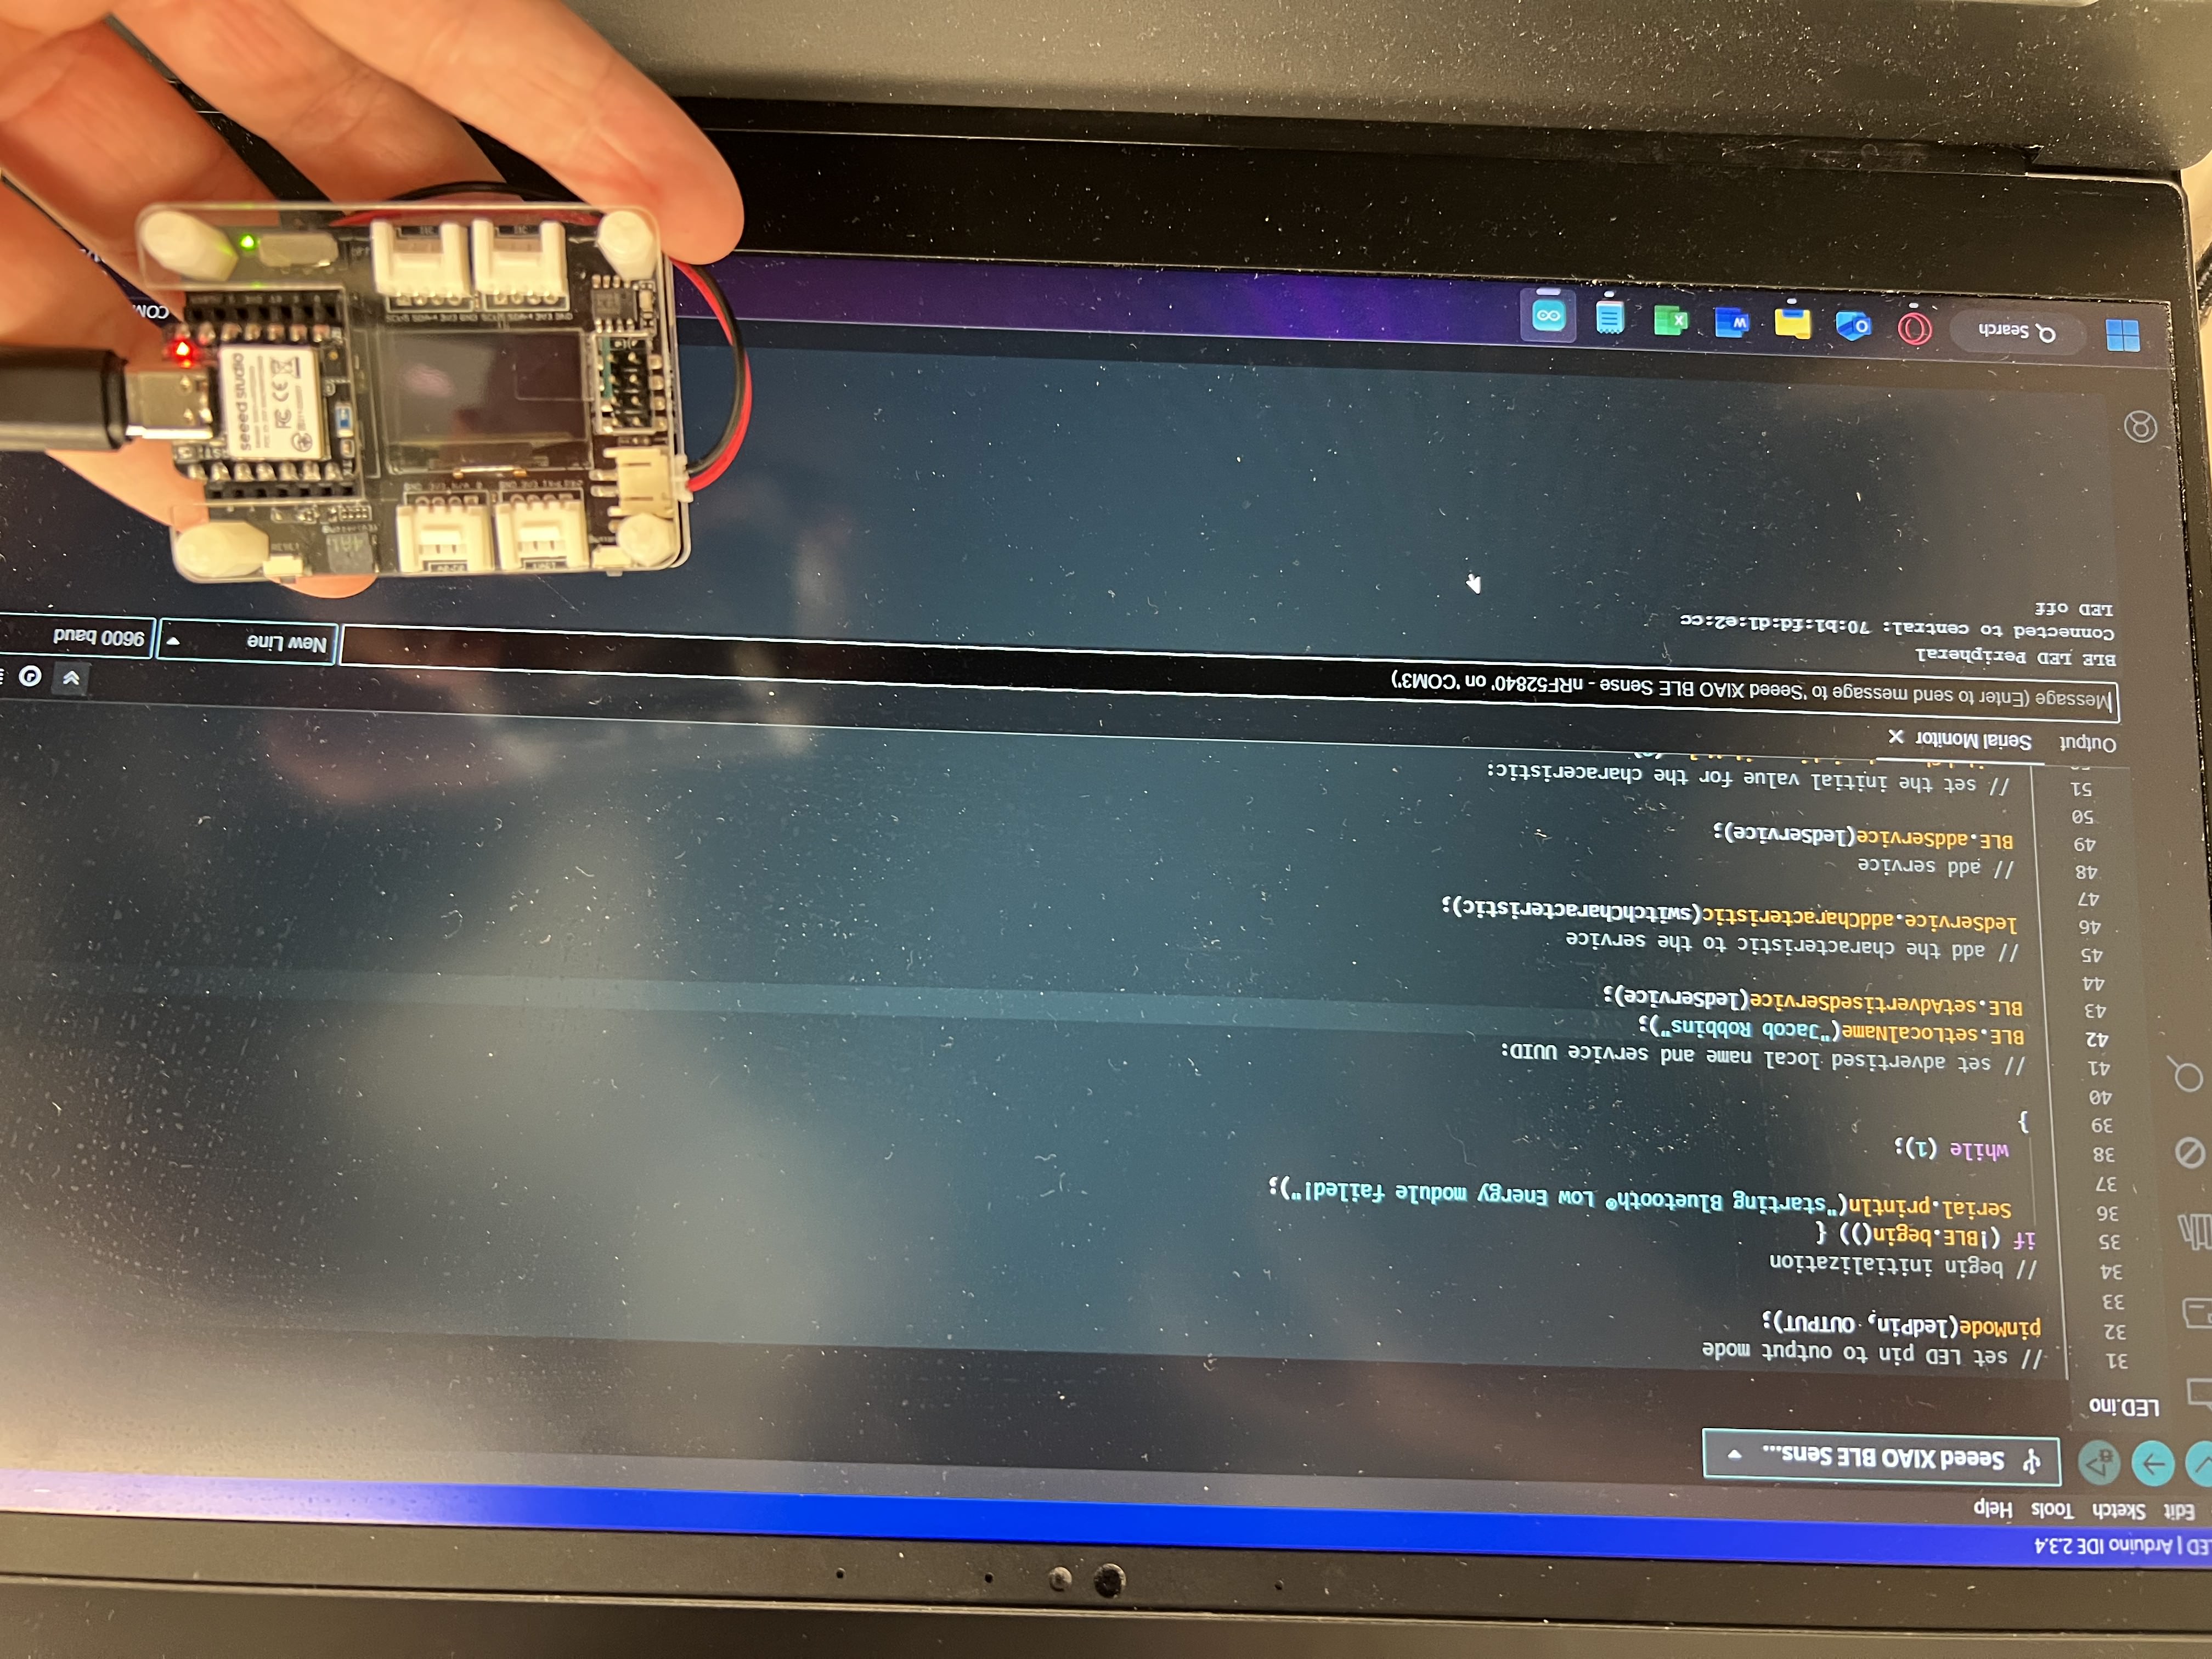 LED | Arduino IDE 2.3.4
Edit Sketch Tools Help
Seeed XIAO BLE Sens...
LED.ino
31 // set LED pin to output mode
32 pinMode(ledPin, OUTPUT);
33
34 // begin initialization
35 if (!BLE.begin()) {
36 Serial.println("starting Bluetooth® Low Energy module failed!");
37
38 while (1);
39 }
40
41 // set advertised local name and service UUID:
42 BLE.setLocalName("Jacob Robbins");
43 BLE.setAdvertisedService(ledService);
44
45 // add the characteristic to the service
46 ledService.addCharacteristic(switchCharacteristic);
47
48 // add service
49 BLE.addService(ledService);
50
51 // set the initial value for the characeristic:
Output Serial Monitor
Message (Enter to send message to 'Seeed XIAO BLE Sense - nRF52840' on 'COM3')
New Line
9600 baud
BLE LED Peripheral
Connected to central: 70:b1:fd:d1:e2:cc
LED off
Search
seeed studio
COM